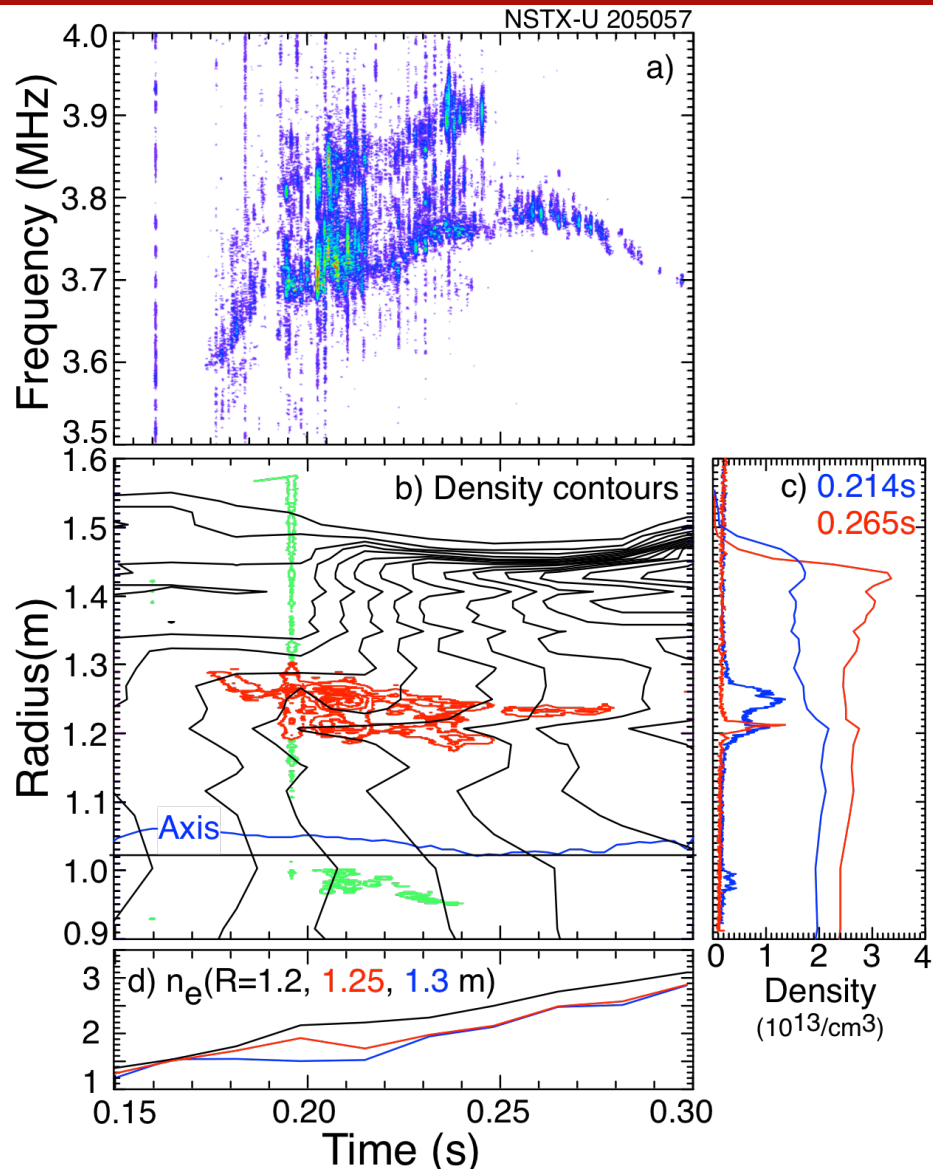 NSTX-U 205057
4.0
a)
3.9
3.8
3.7
3.6
3.5
Frequency (MHz)
1.6
b) Density contours
c) 0.214s
0.265s
1.5
1.4
1.3
1.2
1.1
Axis
1.0
0.9
Radius(m)
0 1 2 3 4
Density
(10¹³/cm³)
3
d) nₑ(R=1.2, 1.25, 1.3 m)
2
1
0.15 0.20 0.25 0.30
Time (s)